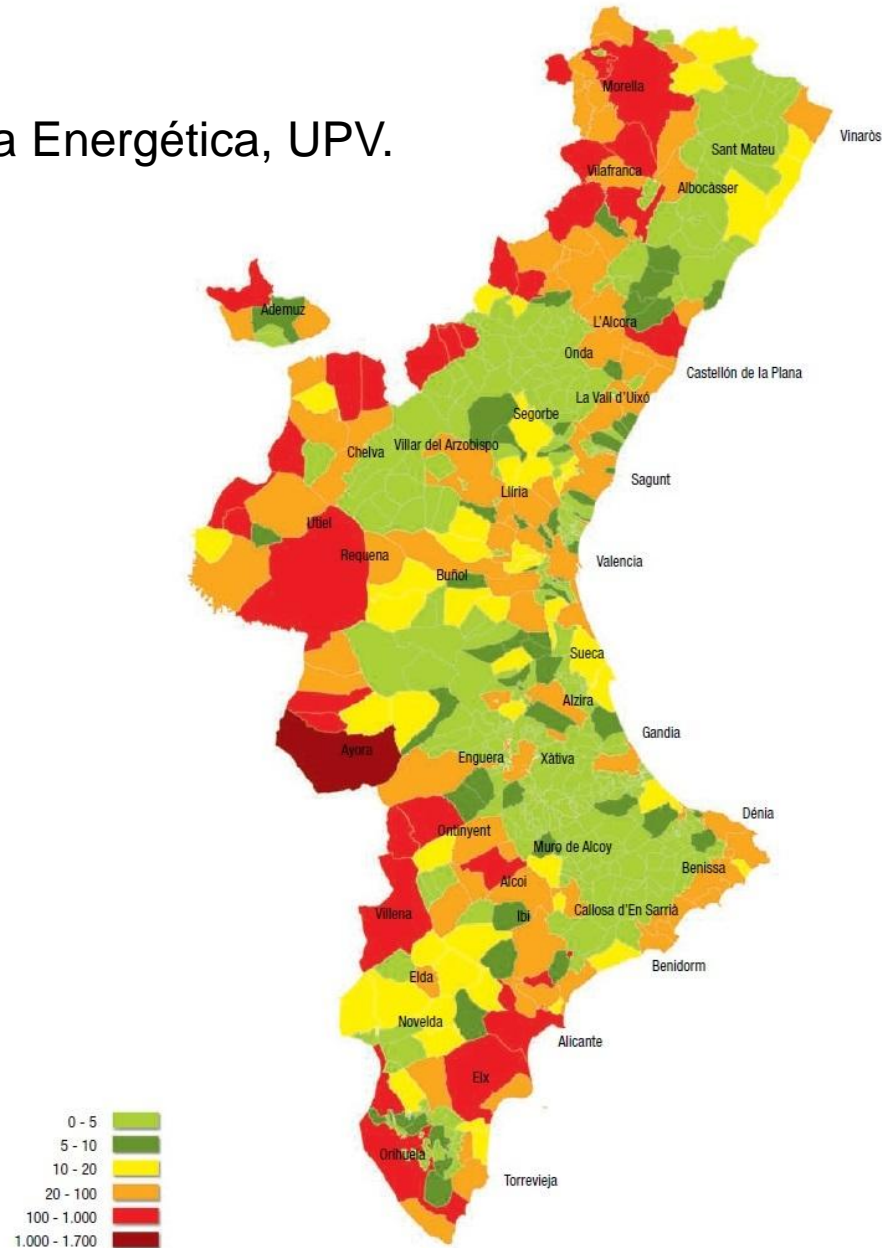 a Energética, UPV.
Morella
Vinaròs
Sant Mateu
Vilafranca
Albocàsser
Ademuz
L'Alcora
Onda
Castellón de la Plana
La Vall d'Uixó
Segorbe
Villar del Arzobispo
Chelva
Sagunt
Llíria
Utiel
Requena
Valencia
Buñol
Sueca
Alzira
Gandia
Ayora
Enguera
Xàtiva
Dénia
Ontinyent
Muro de Alcoy
Benissa
Alcoi
Villena
Ibi
Callosa d'En Sarrià
Benidorm
Elda
Novelda
Alicante
Elx
Orihuela
Torrevieja
0 - 5
5 - 10
10 - 20
20 - 100
100 - 1.000
1.000 - 1.700